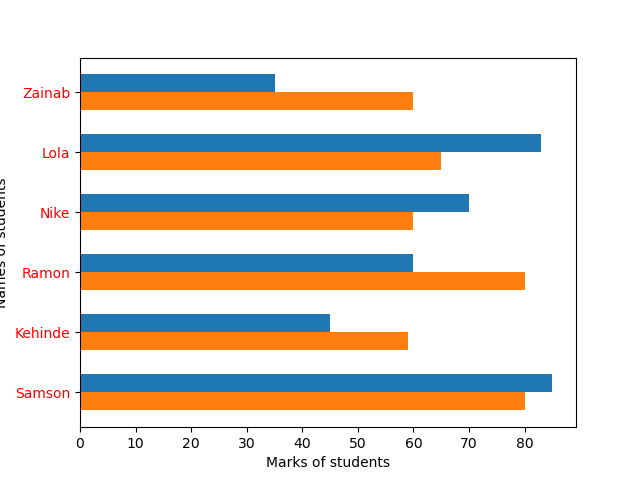 Zainab
Lola
Nike
Ramon
Kehinde
Samson
Names of students
0 10 20 30 40 50 60 70 80
Marks of students